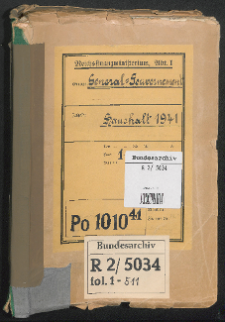 Reichsfinanzministerium, Abt. I
General-Gouvernement
Haushalt 1941
1
Bundesarchiv
R 2/ 5034
Po 1010 41
Bundesarchiv
R 2/ 5034
fol. 1 - 511